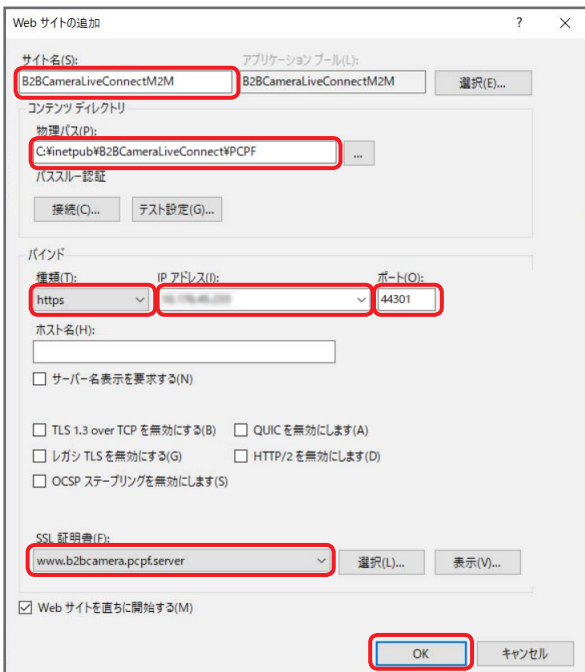 Web サイトの追加 ? ×
サイト名(S): アプリケーション プール(L):
B2BCameraLiveConnectM2M B2BCameraLiveConnectM2M 選択(E)...
コンテンツ ディレクトリ
物理パス(P):
C:¥inetpub¥B2BCameraLiveConnect¥PCPF ...
パススルー認証
接続(C)... テスト設定(G)...
バインド
種類(T): IP アドレス(I): ポート(O):
https 44301
ホスト名(H):
サーバー名表示を要求する(N)
TLS 1.3 over TCP を無効にする(B) QUIC を無効にします(A)
レガシ TLS を無効にする(G) HTTP/2 を無効にします(D)
OCSP ステープリングを無効にします(S)
SSL 証明書(F):
www.b2bcamera.pcpf.server 選択(L)... 表示(V)...
Web サイトを直ちに開始する(M)
OK キャンセル